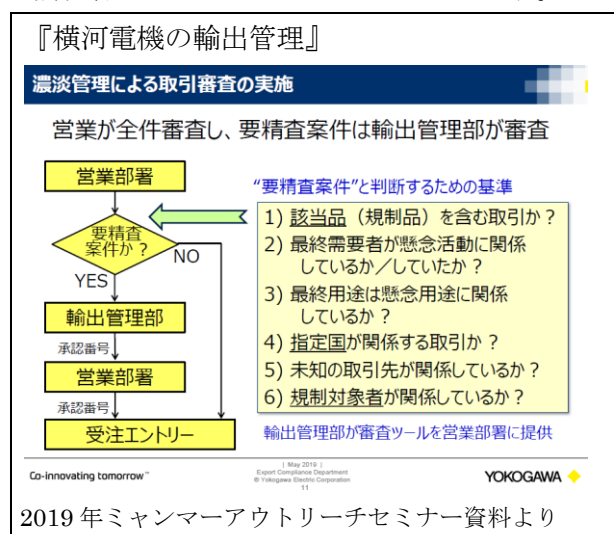 『横河電機の輸出管理』
濃淡管理による取引審査の実施
営業が全件審査し、要精査案件は輸出管理部が審査
営業部署
要精査
案件か？
NO
YES
輸出管理部
承認番号
営業部署
承認番号
受注エントリー
“要精査案件”と判断するための基準
1) 該当品（規制品）を含む取引か？
2) 最終需要者が懸念活動に関係
しているか／していたか？
3) 最終用途は懸念用途に関係
しているか？
4) 指定国が関係する取引か？
5) 未知の取引先が関係しているか？
6) 規制対象者が関係しているか？
輸出管理部が審査ツールを営業部署に提供
Co-innovating tomorrow™
| May 2019 |
Export Compliance Department
© Yokogawa Electric Corporation
11
YOKOGAWA
2019 年ミャンマーアウトリーチセミナー資料より